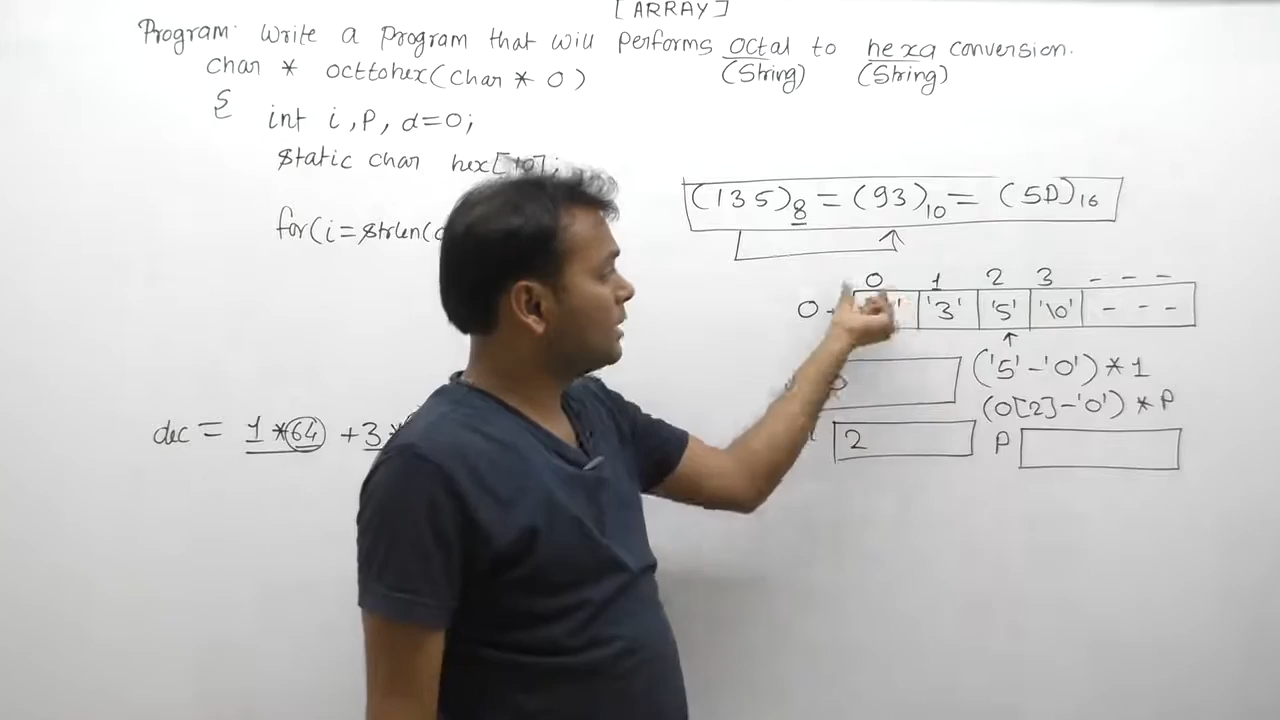 [ARRAY]
Program: Write a program that will performs octal to hexa conversion.
(String) (String)
char * octtohex(char * o)
{
int i, p, d=0;
static char hex[10];
for(i=strlen(
(135)8 = (93)10 = (5D)16
0 1 2 3 - - -
'3' '5' '\0' - - -
('5'-'0') * 1
(o[2]-'0') * p
2
p
dec = 1*64 +3*